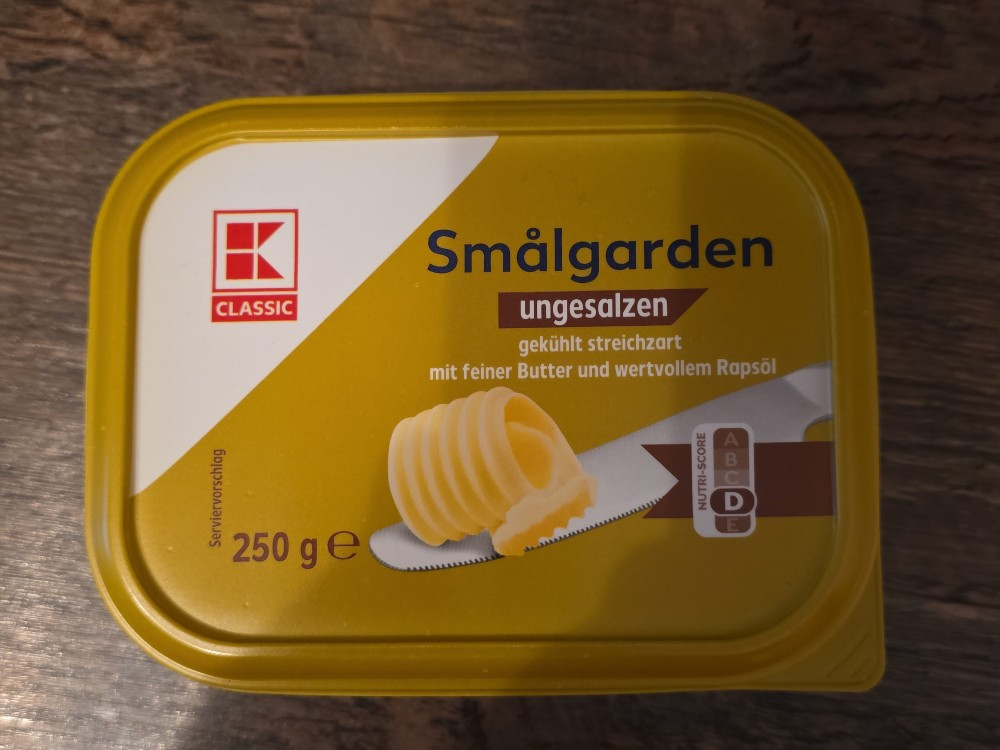 K
CLASSIC
Smålgarden
ungesalzen
gekühlt streichzart
mit feiner Butter und wertvollem Rapsöl
NUTRI-SCORE
A
B
C
D
E
Serviervorschlag
250 g ℮